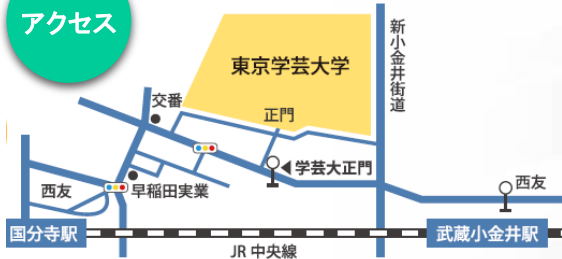 アクセス
新小金井街道
東京学芸大学
交番
正門
学芸大正門
西友
早稲田実業
西友
国分寺駅
武蔵小金井駅
JR 中央線